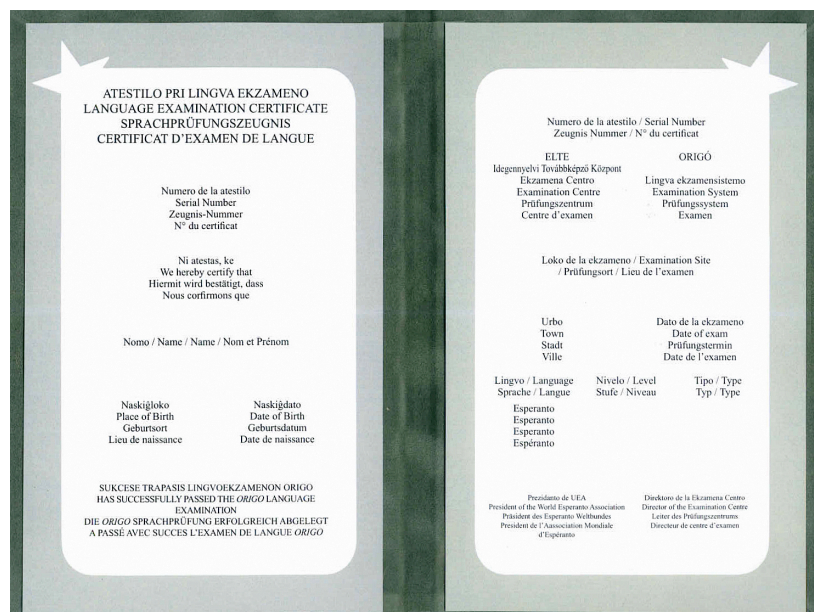 ATESTILO PRI LINGVA EKZAMENO
LANGUAGE EXAMINATION CERTIFICATE
SPRACHPRÜFUNGSZEUGNIS
CERTIFICAT D’EXAMEN DE LANGUE
Numero de la atestilo
Serial Number
Zeugnis-Nummer
N° du certificat
Ni atestas, ke
We hereby certify that
Hiermit wird bestätigt, dass
Nous corfirmons que
Nomo / Name / Name / Nom et Prénom
Naskiĝloko
Place of Birth
Geburtsort
Lieu de naissance
Naskiĝdato
Date of Birth
Geburtsdatum
Date de naissance
SUKCESE TRAPASIS LINGVOEKZAMENON ORIGO
HAS SUCCESSFULLY PASSED THE ORIGO LANGUAGE
EXAMINATION
DIE ORIGO SPRACHPRÜFUNG ERFOLGREICH ABGELEGT
A PASSÉ AVEC SUCCES L’EXAMEN DE LANGUE ORIGO
Numero de la atestilo / Serial Number
Zeugnis Nummer / N° du certificat
ELTE
Idegennyelvi Továbbképző Központ
Ekzamena Centro
Examination Centre
Prüfungszentrum
Centre d’examen
ORIGÓ
Lingva ekzamensistemo
Examination System
Prüfungssystem
Examen
Loko de la ekzameno / Examination Site
/ Prüfungsort / Lieu de l’examen
Urbo
Town
Stadt
Ville
Dato de la ekzameno
Date of exam
Prüfungstermin
Date de l’examen
Lingvo / Language
Sprache / Langue
Nivelo / Level
Stufe / Niveau
Tipo / Type
Typ / Type
Esperanto
Esperanto
Esperanto
Espéranto
Prezidanto de UEA
President of the World Esperanto Association
Präsident des Esperanto Weltbundes
President de l’Aassociation Mondiale
d’Espéranto
Direktoro de la Ekzamena Centro
Director of the Examination Centre
Leiter des Prüfungszentrums
Directeur de centre d’examen